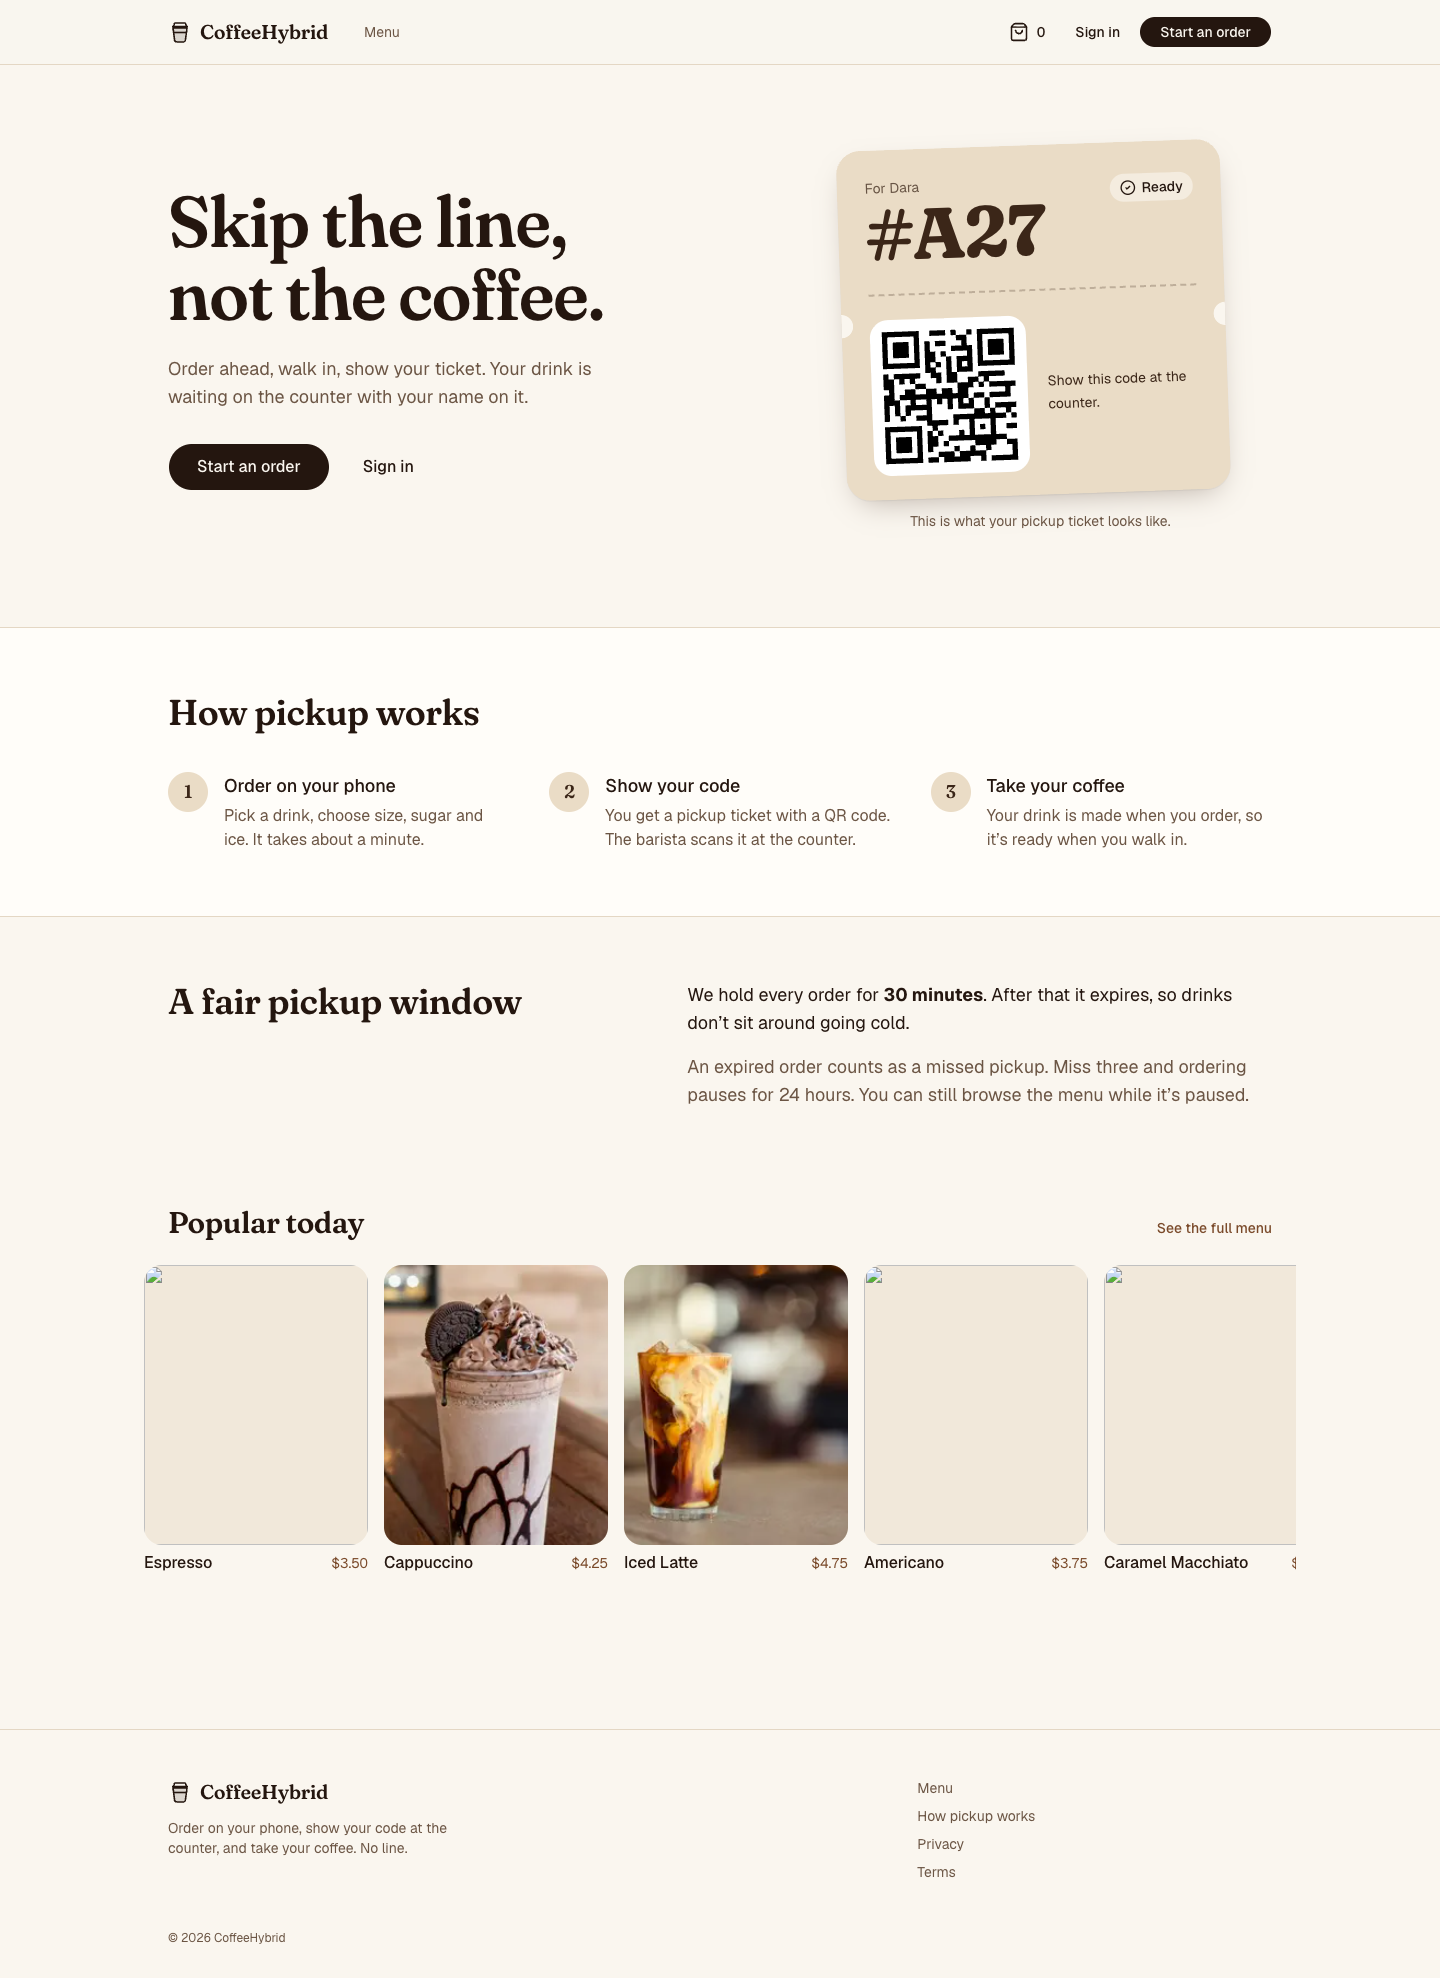 CoffeeHybrid
Menu
0
Sign in
Start an order
Skip the line,
not the coffee.
Order ahead, walk in, show your ticket. Your drink is
waiting on the counter with your name on it.
Start an order
Sign in
For Dara
Ready
#A27
Show this code at the
counter.
This is what your pickup ticket looks like.
How pickup works
1
Order on your phone
Pick a drink, choose size, sugar and
ice. It takes about a minute.
2
Show your code
You get a pickup ticket with a QR code.
The barista scans it at the counter.
3
Take your coffee
Your drink is made when you order, so
it’s ready when you walk in.
A fair pickup window
We hold every order for 30 minutes. After that it expires, so drinks
don’t sit around going cold.
An expired order counts as a missed pickup. Miss three and ordering
pauses for 24 hours. You can still browse the menu while it’s paused.
Popular today
See the full menu
Espresso
$3.50
Cappuccino
$4.25
Iced Latte
$4.75
Americano
$3.75
Caramel Macchiato
CoffeeHybrid
Order on your phone, show your code at the
counter, and take your coffee. No line.
Menu
How pickup works
Privacy
Terms
© 2026 CoffeeHybrid